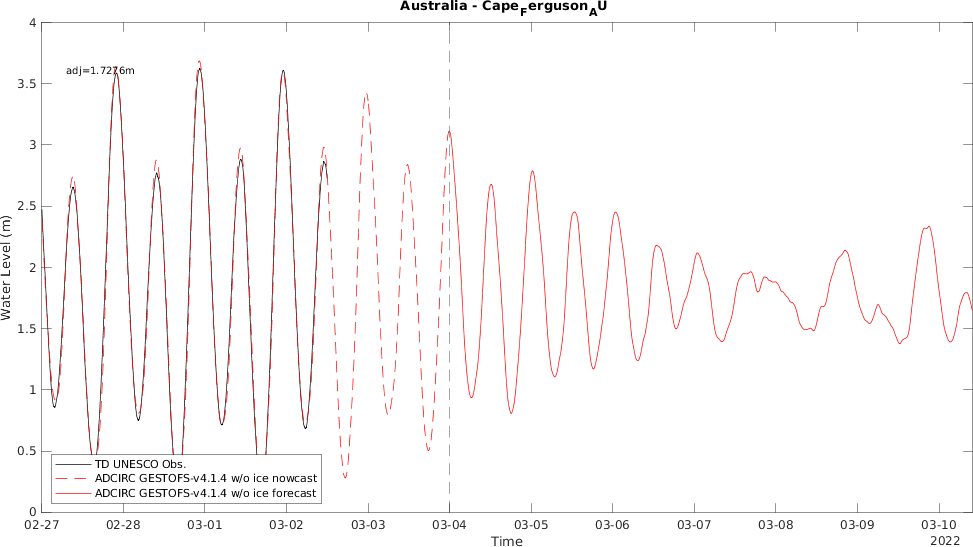 Australia - Cape_Ferguson_AU
4
3.5
3
2.5
2
1.5
1
0.5
0
Water Level (m)
adj=1.7276m
TD UNESCO Obs.
ADCIRC GESTOFS-v4.1.4 w/o ice nowcast
ADCIRC GESTOFS-v4.1.4 w/o ice forecast
02-27 02-28 03-01 03-02 03-03 03-04 03-05 03-06 03-07 03-08 03-09 03-10
Time
2022